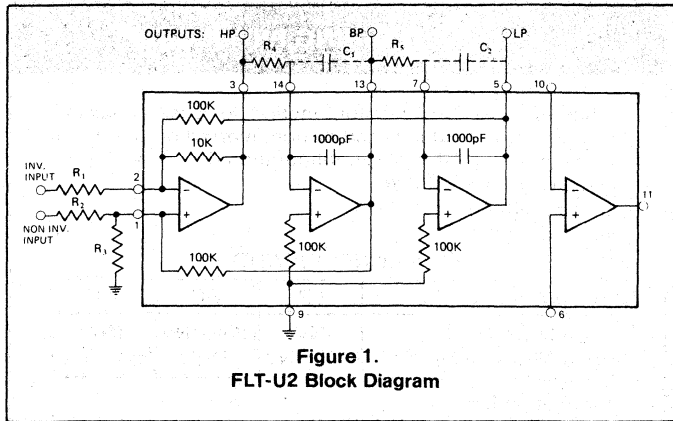 OUTPUTS: HP BP LP
R4 C1 R5 C2
3 14 13 7 5 10
100K
10K 1000pF 1000pF
INV. INPUT R1 2
R2 1 11
NON INV. INPUT
R3
100K 100K 100K
9 6
Figure 1.
FLT-U2 Block Diagram